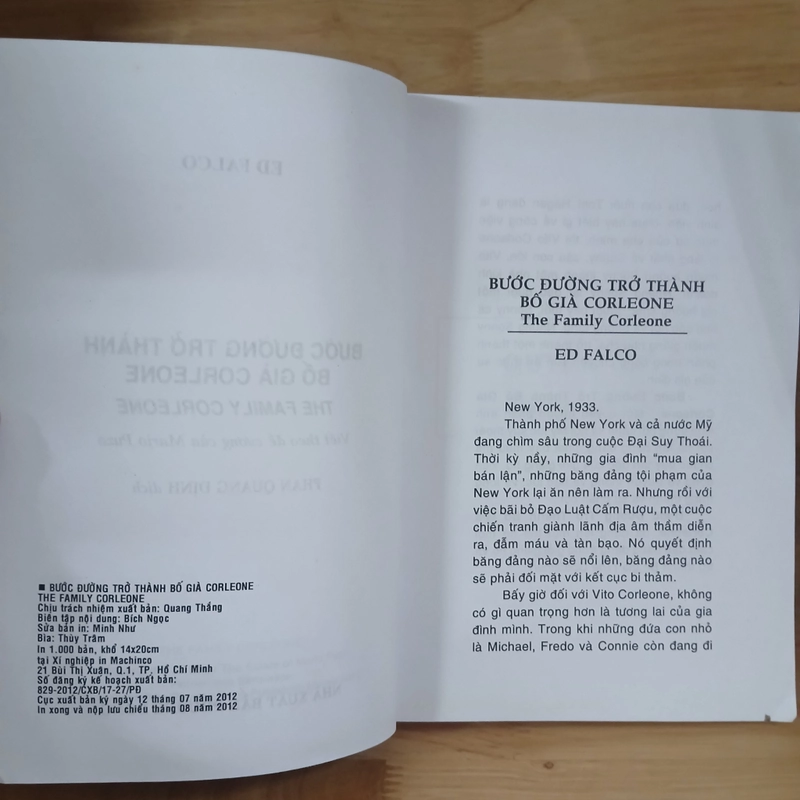 ■ BƯỚC ĐƯỜNG TRỞ THÀNH BỐ GIÀ CORLEONE
THE FAMILY CORLEONE
Chịu trách nhiệm xuất bản: Quang Thắng
Biên tập nội dung: Bích Ngọc
Sửa bản in: Minh Như
Bìa: Thùy Trâm
In 1.000 bản, khổ 14x20cm
tại Xí nghiệp in Machinco
21 Bùi Thị Xuân, Q.1, TP. Hồ Chí Minh
Số đăng ký kế hoạch xuất bản:
829-2012/CXB/17-27/PĐ
Cục xuất bản ký ngày 12 tháng 07 năm 2012
In xong và nộp lưu chiểu tháng 08 năm 2012
BƯỚC ĐƯỜNG TRỞ THÀNH
BỐ GIÀ CORLEONE
The Family Corleone
ED FALCO
New York, 1933.
Thành phố New York và cả nước Mỹ
đang chìm sâu trong cuộc Đại Suy Thoái.
Thời kỳ nầy, những gia đình “mua gian
bán lận”, những băng đảng tội phạm của
New York lại ăn nên làm ra. Nhưng rồi với
việc bãi bỏ Đạo Luật Cấm Rượu, một cuộc
chiến tranh giành lãnh địa âm thầm diễn
ra, đẫm máu và tàn bạo. Nó quyết định
băng đảng nào sẽ nổi lên, băng đảng nào
sẽ phải đối mặt với kết cục bi thảm.
Bấy giờ đối với Vito Corleone, không
có gì quan trọng hơn là tương lai của gia
đình mình. Trong khi những đứa con nhỏ
là Michael, Fredo và Connie còn đang đi